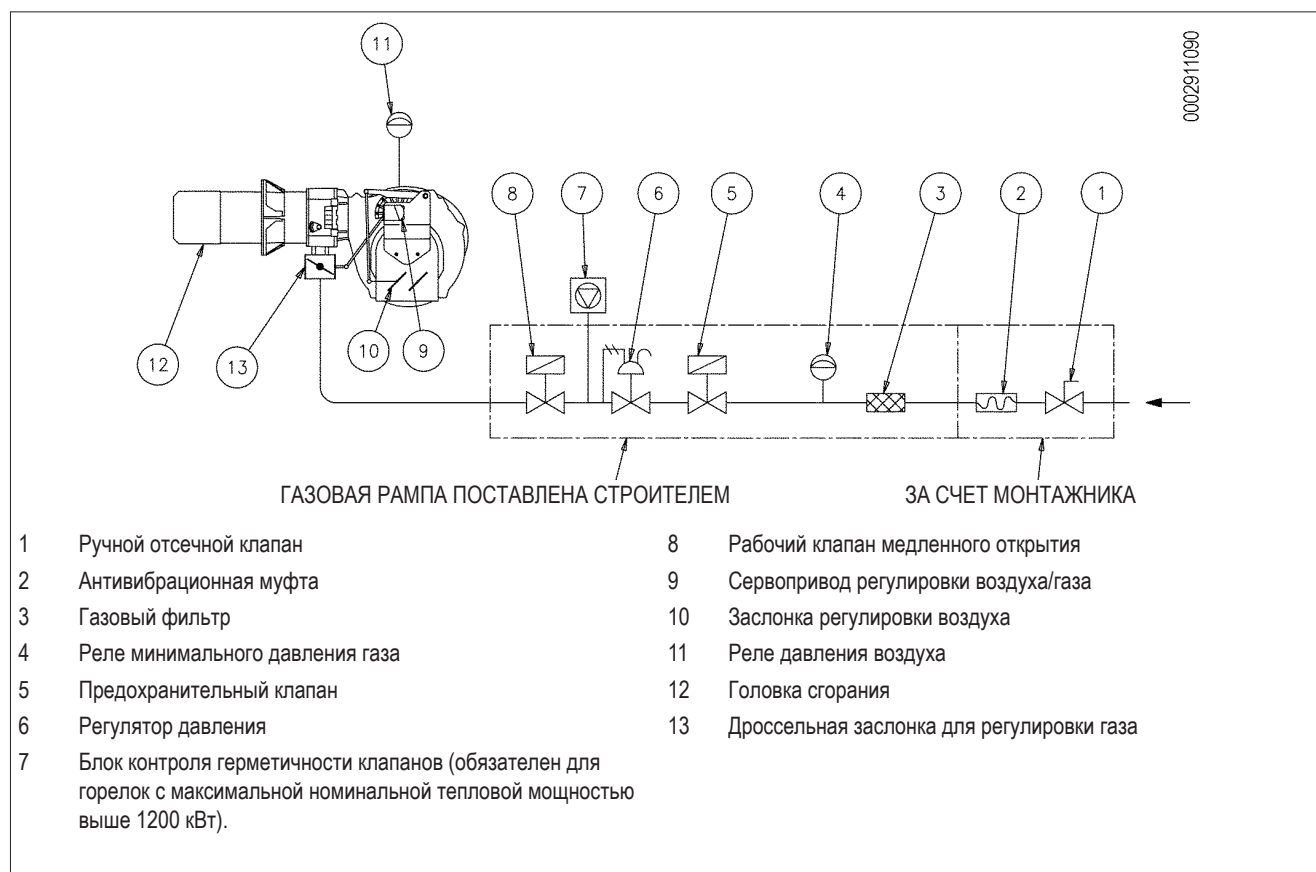 0002911090
11
8
7
6
5
4
3
2
1
12
13
10
9
ГАЗОВАЯ РАМПА ПОСТАВЛЕНА СТРОИТЕЛЕМ
ЗА СЧЕТ МОНТАЖНИКА
1 Ручной отсечной клапан
2 Антивибрационная муфта
3 Газовый фильтр
4 Реле минимального давления газа
5 Предохранительный клапан
6 Регулятор давления
7 Блок контроля герметичности клапанов (обязателен для
горелок с максимальной номинальной тепловой мощностью
выше 1200 кВт).
8 Рабочий клапан медленного открытия
9 Сервопривод регулировки воздуха/газа
10 Заслонка регулировки воздуха
11 Реле давления воздуха
12 Головка сгорания
13 Дроссельная заслонка для регулировки газа